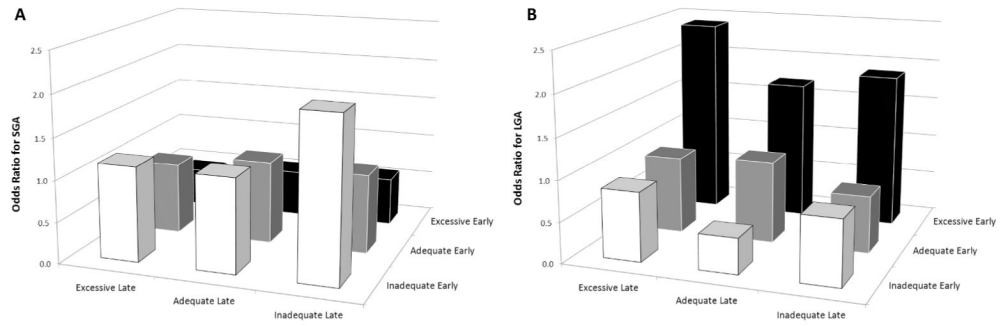 A
Odds Ratio for SGA
2.5
2.0
1.5
1.0
0.5
0.0
Excessive Late
Adequate Late
Inadequate Late
Excessive Early
Adequate Early
Inadequate Early
B
Odds Ratio for LGA
2.5
2.0
1.5
1.0
0.5
0.0
Excessive Late
Adequate Late
Inadequate Late
Excessive Early
Adequate Early
Inadequate Early